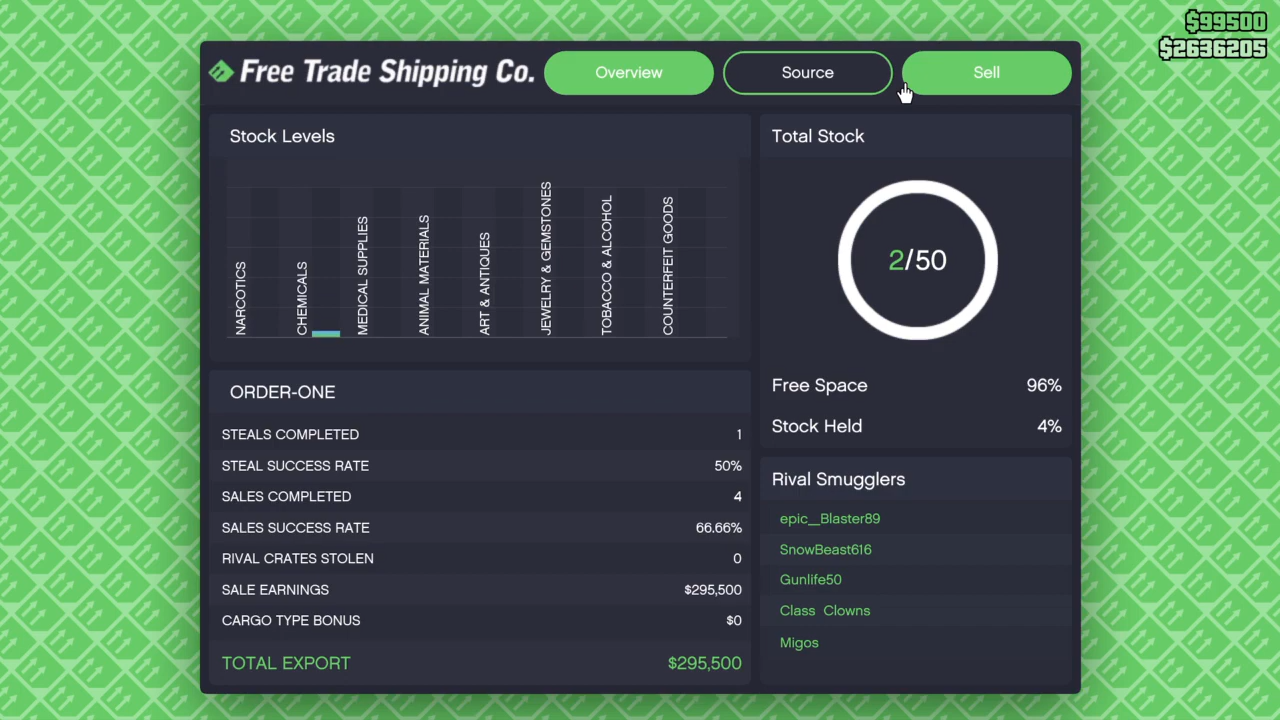 $99500
$2636205
Free Trade Shipping Co.
Overview
Source
Sell
Stock Levels
NARCOTICS
CHEMICALS
MEDICAL SUPPLIES
ANIMAL MATERIALS
ART & ANTIQUES
JEWELRY & GEMSTONES
TOBACCO & ALCOHOL
COUNTERFEIT GOODS
Total Stock
2/50
Free Space 96%
Stock Held 4%
ORDER-ONE
STEALS COMPLETED 1
STEAL SUCCESS RATE 50%
SALES COMPLETED 4
SALES SUCCESS RATE 66.66%
RIVAL CRATES STOLEN 0
SALE EARNINGS $295,500
CARGO TYPE BONUS $0
TOTAL EXPORT $295,500
Rival Smugglers
epic__Blaster89
SnowBeast616
Gunlife50
Class Clowns
Migos